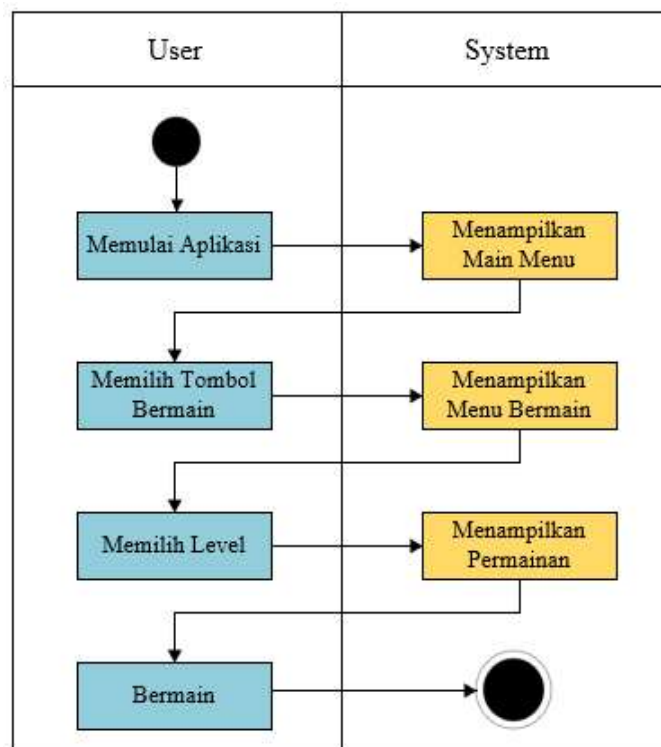 User
System
Memulai Aplikasi
Menampilkan
Main Menu
Memilih Tombol
Bermain
Menampilkan
Menu Bermain
Memilih Level
Menampilkan
Permainan
Bermain